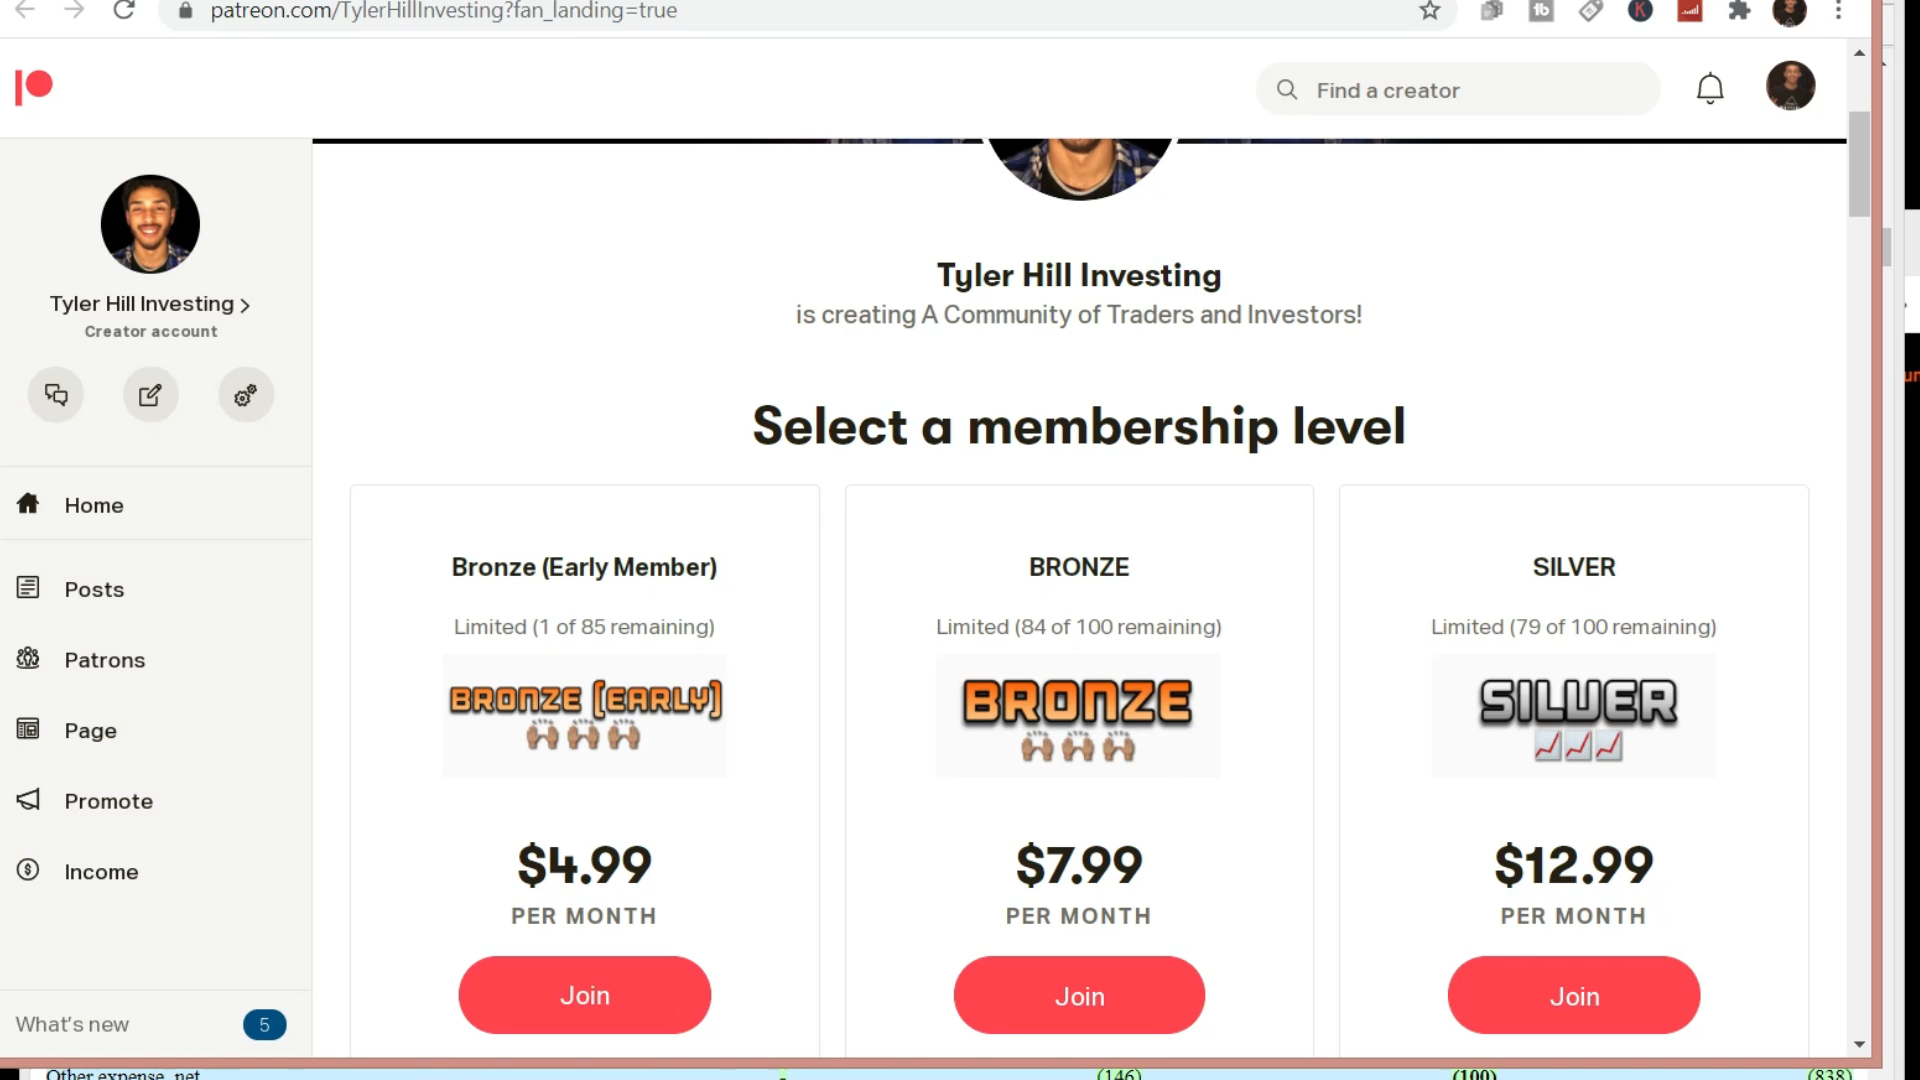 patreon.com/TylerHillInvesting?fan_landing=true
Find a creator
Tyler Hill Investing >
Creator account
Home
Posts
Patrons
Page
Promote
Income
What's new
5
Tyler Hill Investing
is creating A Community of Traders and Investors!
Select a membership level
Bronze (Early Member)
Limited (1 of 85 remaining)
BRONZE (EARLY)
$4.99
PER MONTH
Join
BRONZE
Limited (84 of 100 remaining)
BRONZE
$7.99
PER MONTH
Join
SILVER
Limited (79 of 100 remaining)
SILVER
$12.99
PER MONTH
Join
Other expense, net (146) (100) (838)